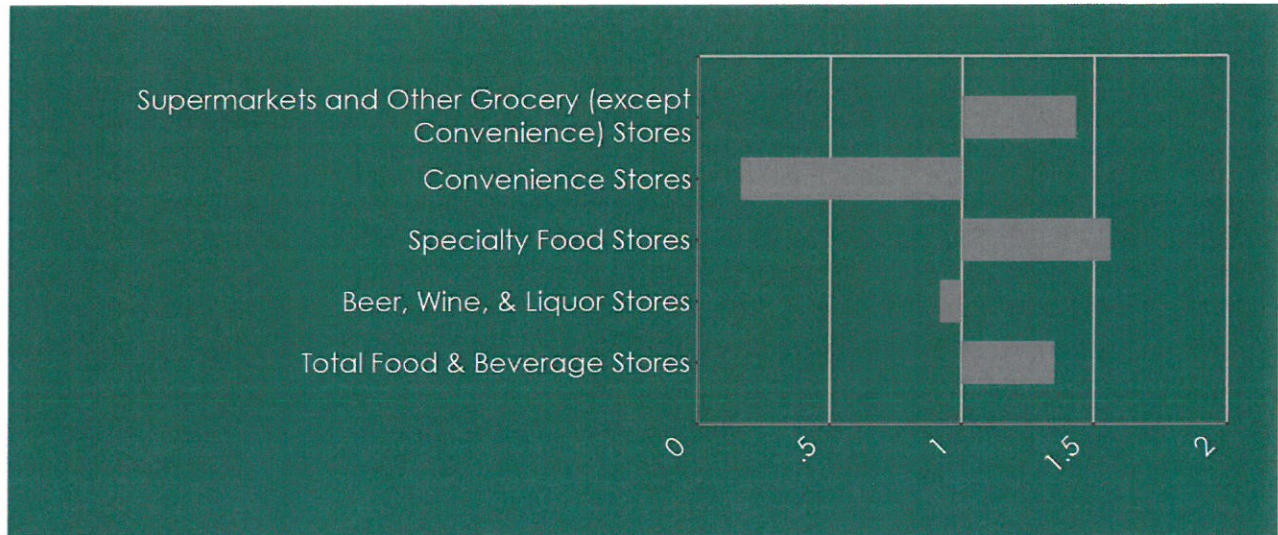 Supermarkets and Other Grocery (except
Convenience) Stores
Convenience Stores
Specialty Food Stores
Beer, Wine, & Liquor Stores
Total Food & Beverage Stores
0
.5
1
1.5
2